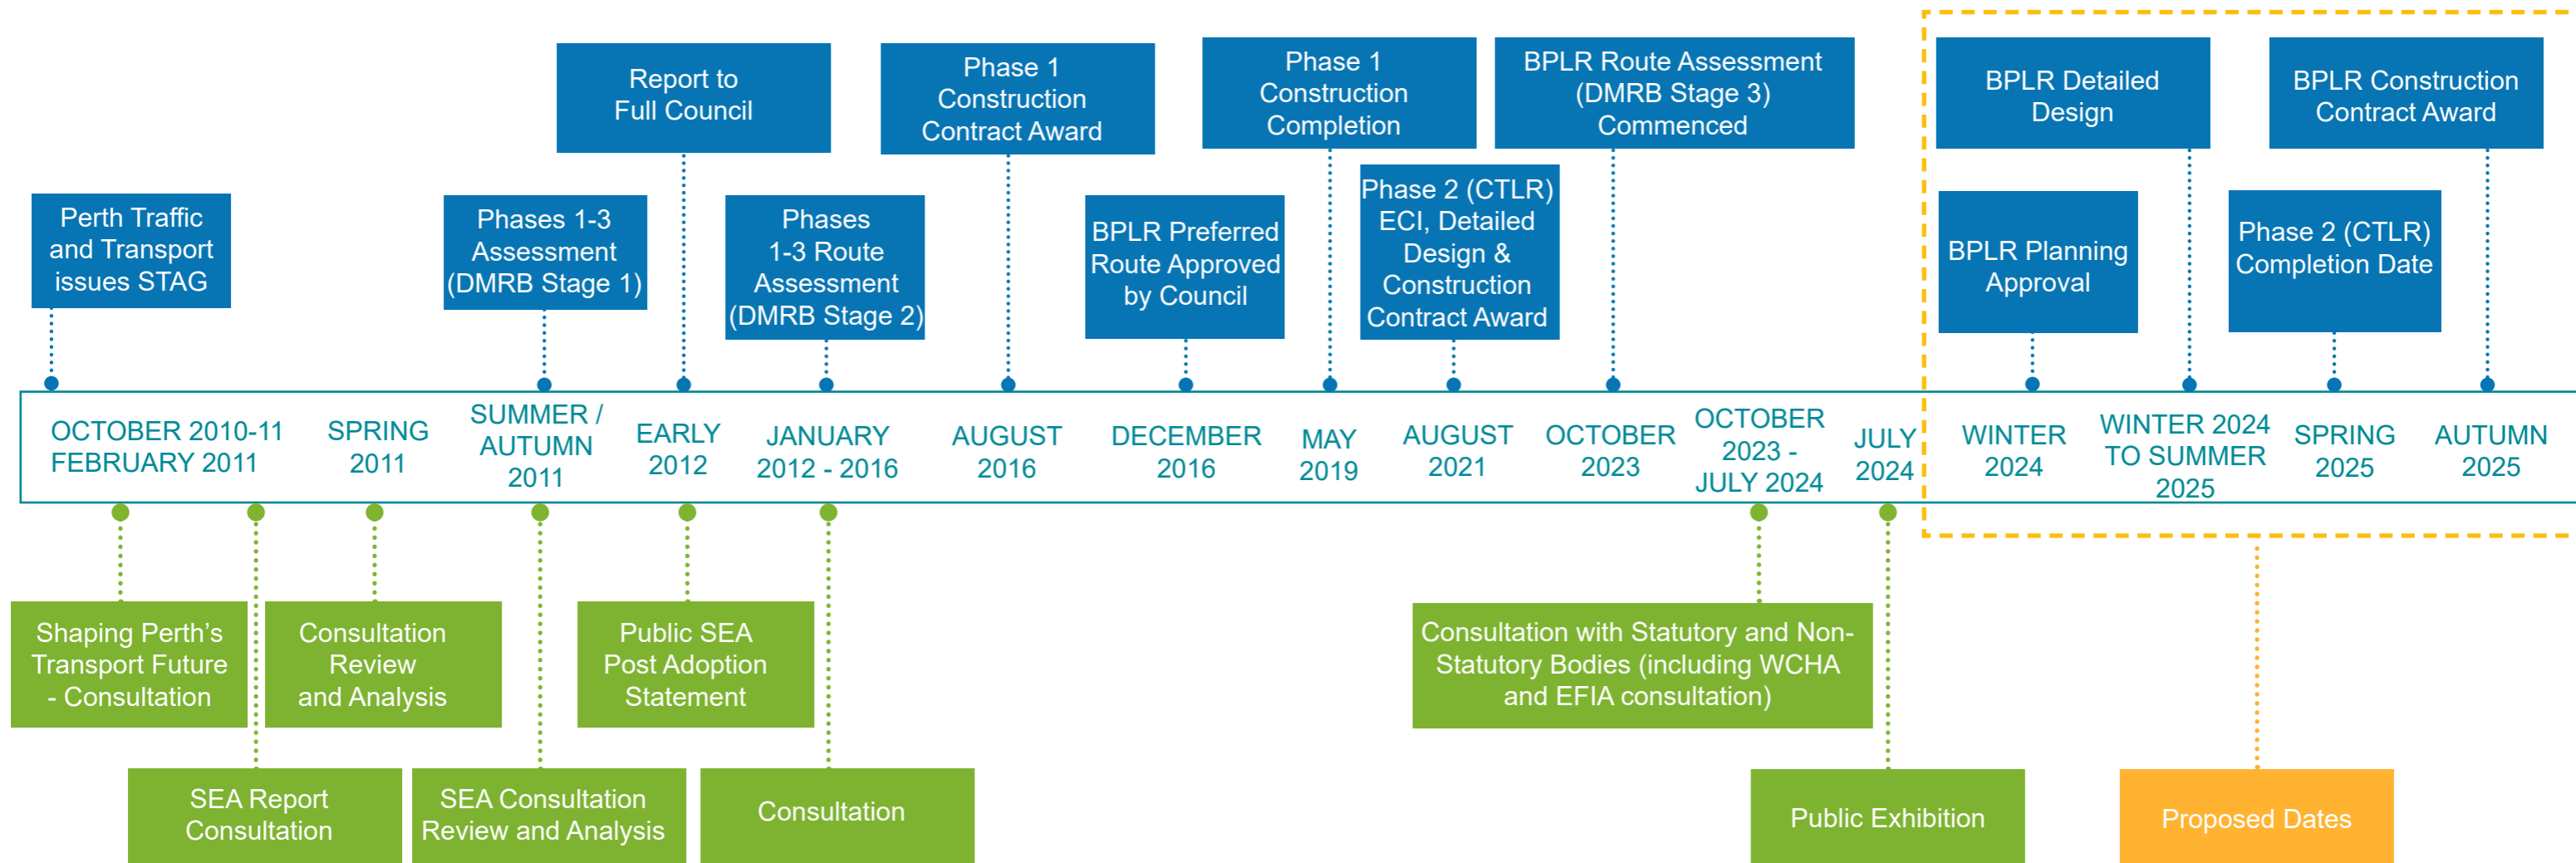 Report to
Full Council
Phase 1
Construction
Contract Award
Phase 1
Construction
Completion
BPLR Route Assessment
(DMRB Stage 3)
Commenced
BPLR Detailed
Design
BPLR Construction
Contract Award
Perth Traffic
and Transport
issues STAG
Phases 1-3
Assessment
(DMRB Stage 1)
Phases
1-3 Route
Assessment
(DMRB Stage 2)
BPLR Preferred
Route Approved
by Council
Phase 2 (CTLR)
ECI, Detailed
Design &
Construction
Contract Award
BPLR Planning
Approval
Phase 2 (CTLR)
Completion Date
OCTOBER 2010-11
FEBRUARY 2011
SPRING
2011
SUMMER /
AUTUMN
2011
EARLY
2012
JANUARY
2012 - 2016
AUGUST
2016
DECEMBER
2016
MAY
2019
AUGUST
2021
OCTOBER
2023
OCTOBER
2023 -
JULY 2024
JULY
2024
WINTER
2024
WINTER 2024
TO SUMMER
2025
SPRING
2025
AUTUMN
2025
Shaping Perth's
Transport Future
- Consultation
Consultation
Review
and Analysis
Public SEA
Post Adoption
Statement
Consultation with Statutory and Non-
Statutory Bodies (including WCHA
and EFIA consultation)
SEA Report
Consultation
SEA Consultation
Review and Analysis
Consultation
Public Exhibition
Proposed Dates